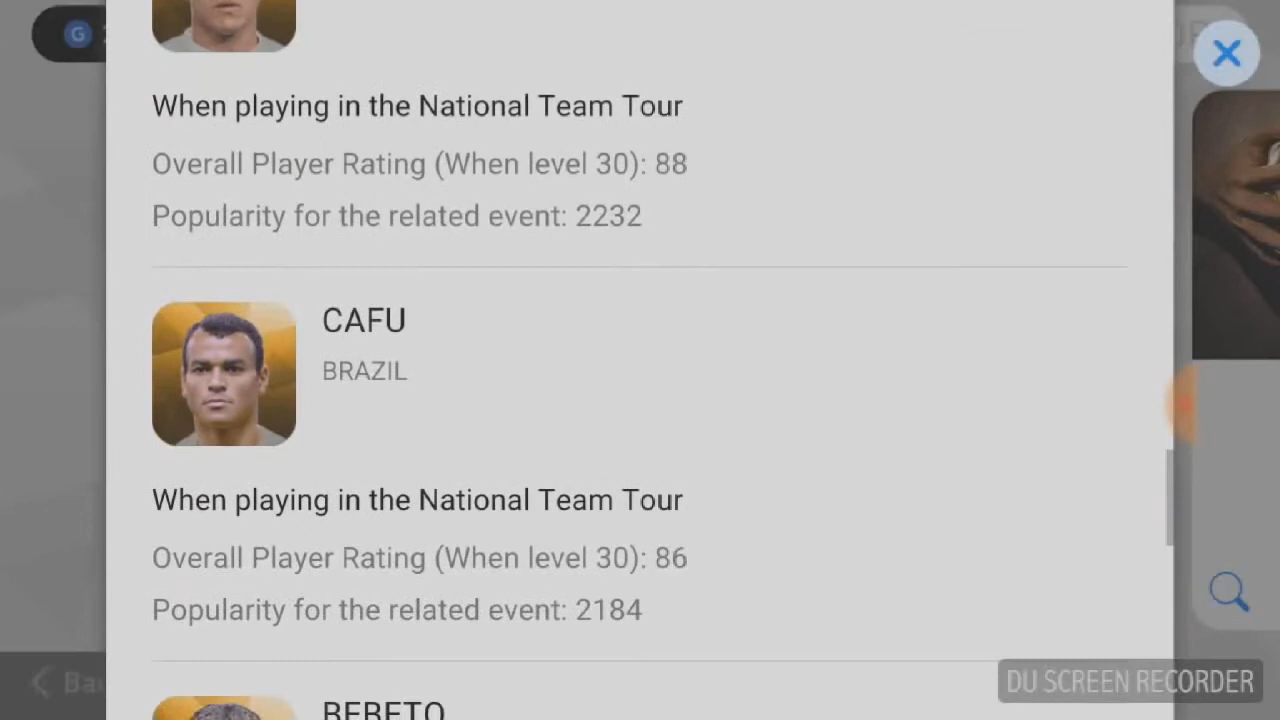 G
When playing in the National Team Tour
Overall Player Rating (When level 30): 88
Popularity for the related event: 2232
CAFU
BRAZIL
When playing in the National Team Tour
Overall Player Rating (When level 30): 86
Popularity for the related event: 2184
BEBETO
DU SCREEN RECORDER